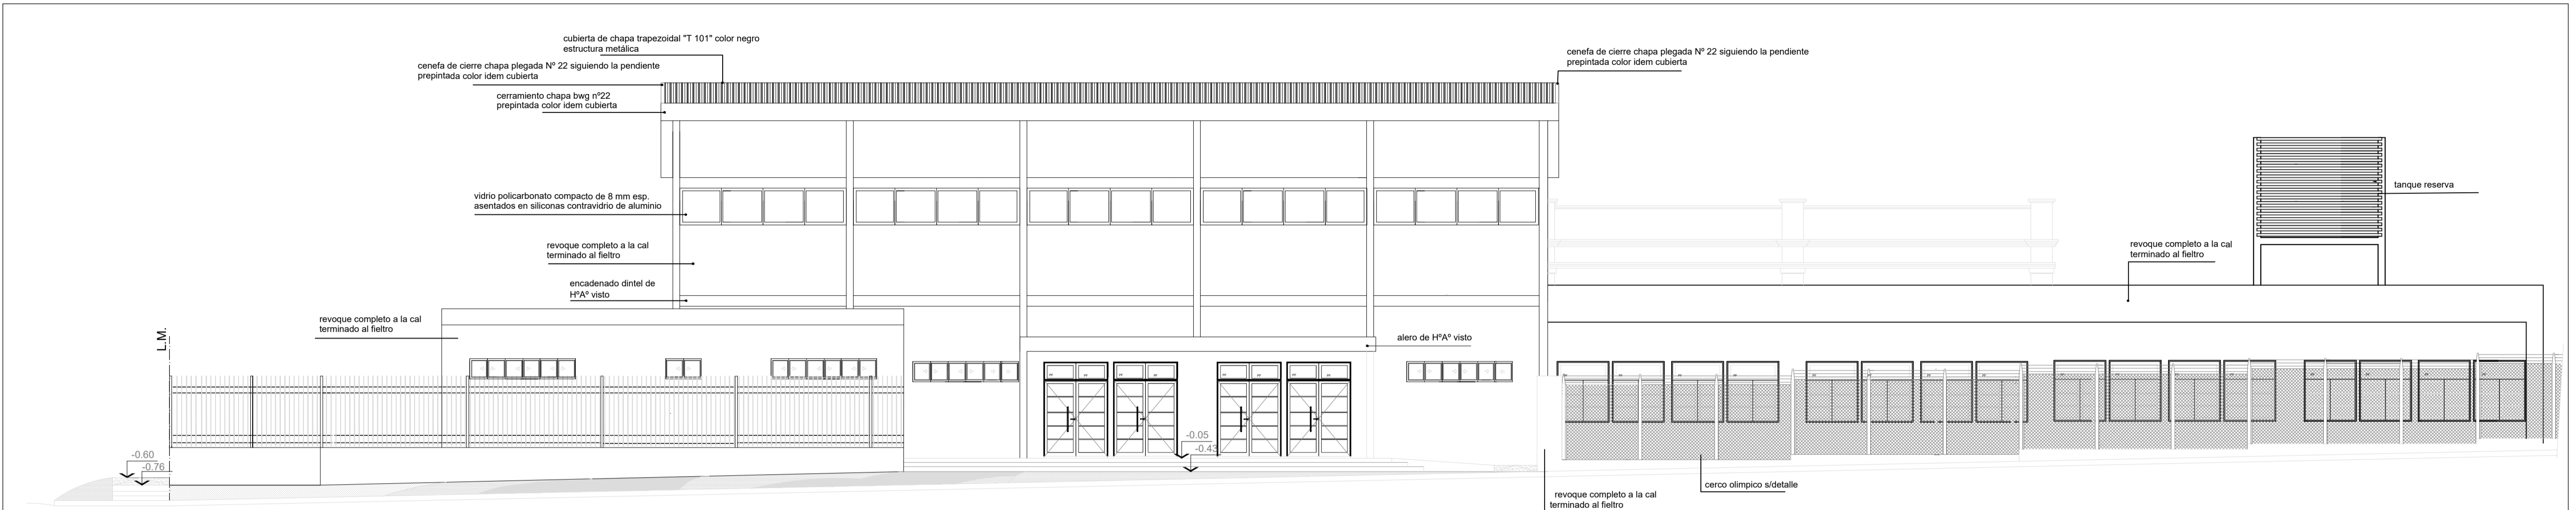 cubierta de chapa trapezoidal "T 101" color negro
estructura metálica
cenefa de cierre chapa plegada Nº 22 siguiendo la pendiente
prepintada color idem cubierta
cenefa de cierre chapa plegada Nº 22 siguiendo la pendiente
prepintada color idem cubierta
cerramiento chapa bwg nº22
prepintada color idem cubierta
tanque reserva
vidrio policarbonato compacto de 8 mm esp.
asentados en siliconas contravidrio de aluminio
revoque completo a la cal
terminado al fieltro
revoque completo a la cal
terminado al fieltro
encadenado dintel de
HºAº visto
revoque completo a la cal
terminado al fieltro
L.M.
alero de HºAº visto
-0.05
-0.43
-0.60
-0.76
cerco olimpico s/detalle
revoque completo a la cal
terminado al fieltro